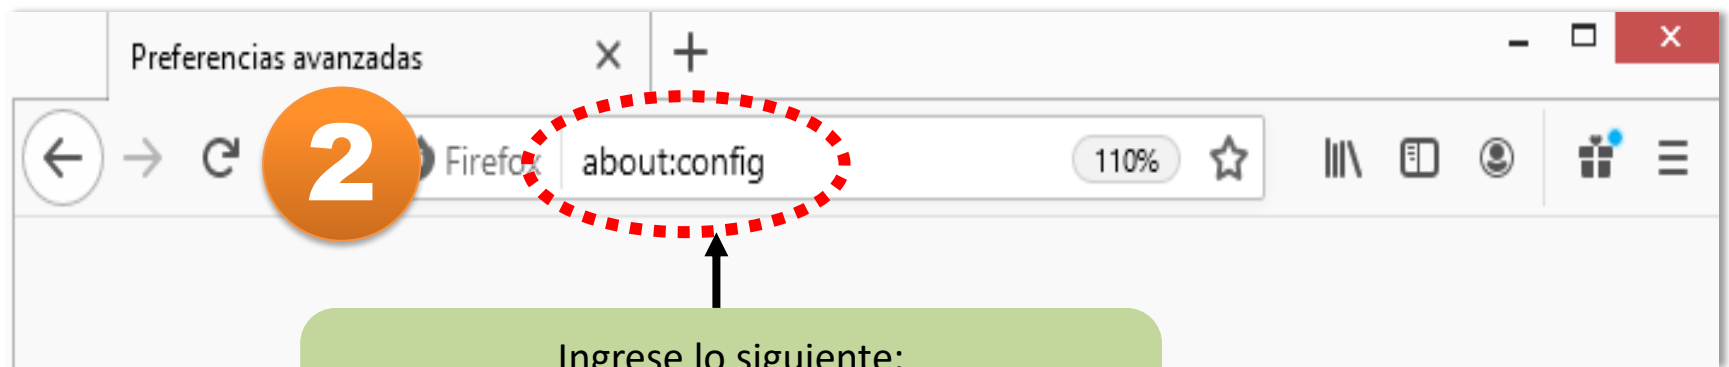 Preferencias avanzadas
2
Firefox about:config 110%
Ingrese lo siguiente: